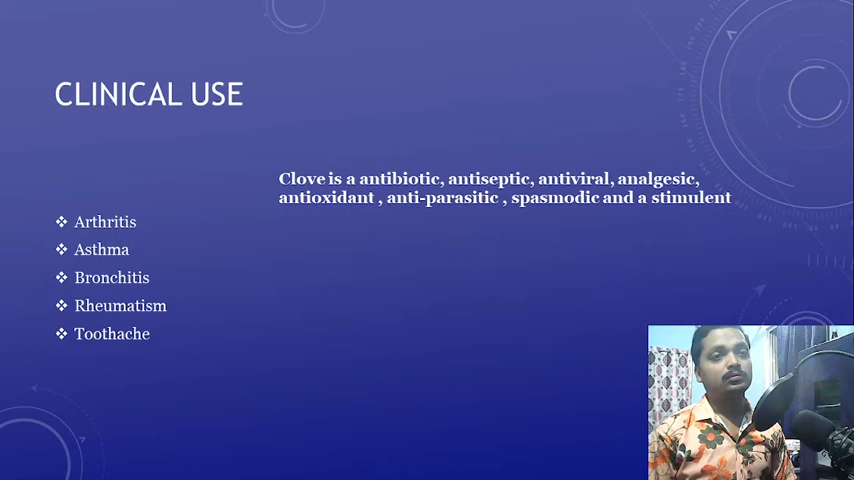 CLINICAL USE
Clove is a antibiotic, antiseptic, antiviral, analgesic,
antioxidant , anti-parasitic , spasmodic and a stimulent
❖ Arthritis
❖ Asthma
❖ Bronchitis
❖ Rheumatism
❖ Toothache